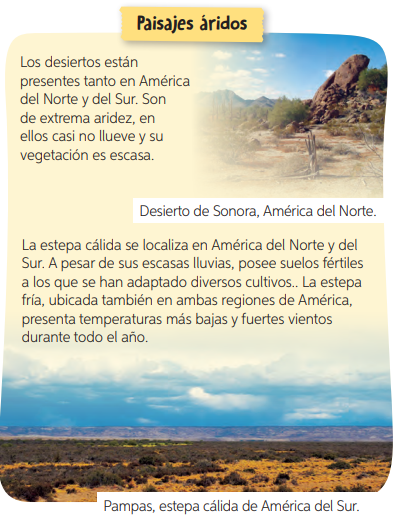 Paisajes áridos
Los desiertos están
presentes tanto en América
del Norte y del Sur. Son
de extrema aridez, en
ellos casi no llueve y su
vegetación es escasa.
Desierto de Sonora, América del Norte.
La estepa cálida se localiza en América del Norte y del
Sur. A pesar de sus escasas lluvias, posee suelos fértiles
a los que se han adaptado diversos cultivos.. La estepa
fría, ubicada también en ambas regiones de América,
presenta temperaturas más bajas y fuertes vientos
durante todo el año.
Pampas, estepa cálida de América del Sur.